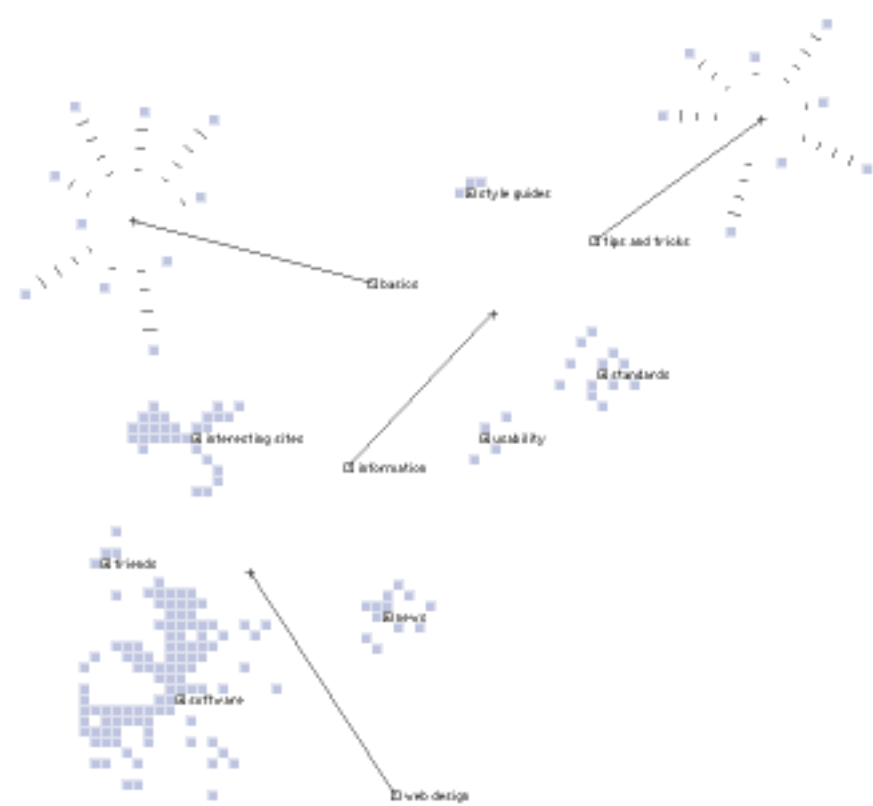 style guides
tips and tricks
basics
standards
interesting sites
usability
information
friends
news
software
web design